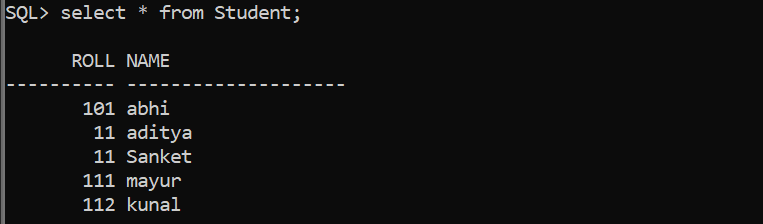 SQL> select * from Student;
ROLL NAME
---------- --------------------
101 abhi
11 aditya
11 Sanket
111 mayur
112 kunal